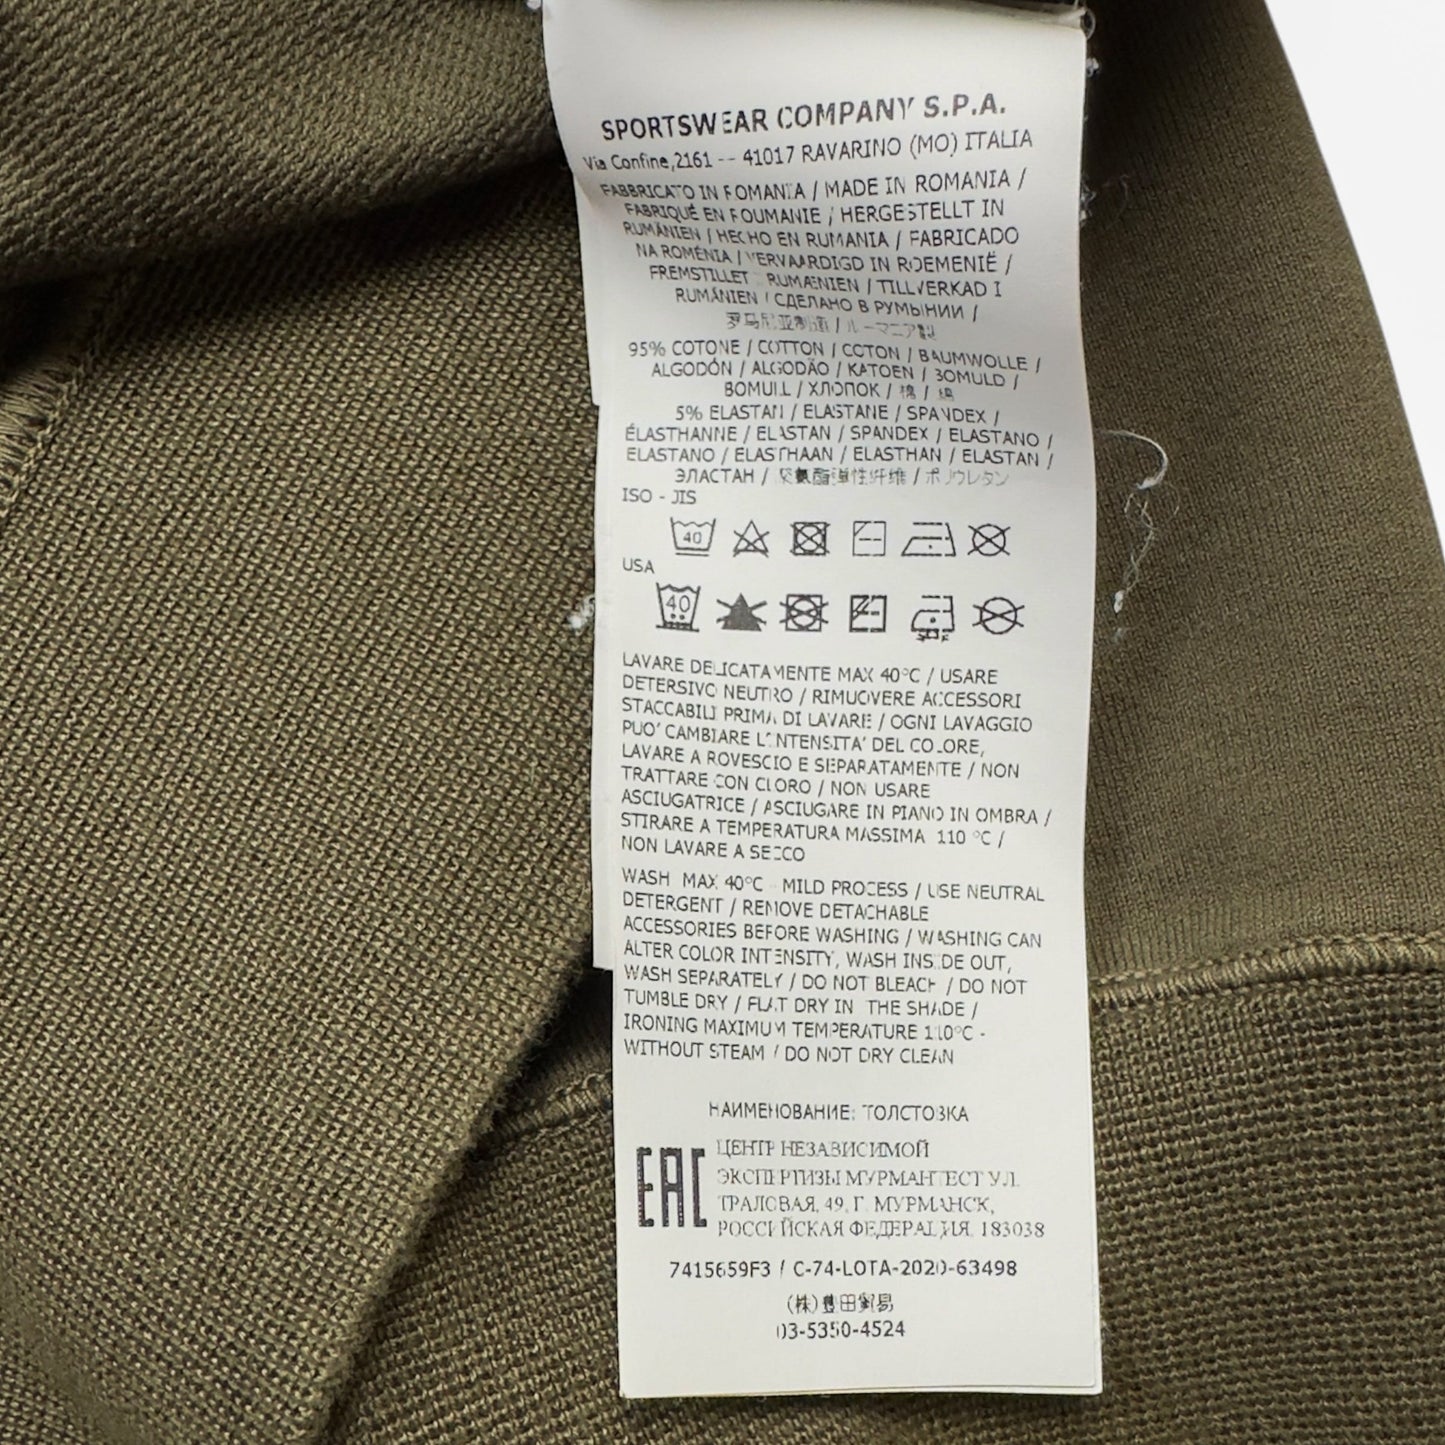 SPORTSWEAR COMPANY S.P.A.
Via Confine,2161 -- 41017 RAVARINO (MO) ITALIA
FABBRICATO IN ROMANIA / MADE IN ROMANIA /
FABRIQUÉ EN ROUMANIE / HERGESTELLT IN
RUMÄNIEN / HECHO EN RUMANIA / FABRICADO
NA ROMÉNIA / VERVAARDIGD IN ROEMENIË /
FREMSTILLET RUMÆNIEN / TILLVERKAD I
RUMÄNIEN / СДЕЛАНО В РУМЫНИИ /
罗马尼亚制造 / ルーマニア製
95% COTONE / COTTON / COTON / BAUMWOLLE /
ALGODÓN / ALGODÃO / KATOEN / BOMULD /
BOMULL / ХЛОПОК / 棉 / 綿
5% ELASTAN / ELASTANE / SPANDEX /
ÉLASTHANNE / ELASTAN / SPANDEX / ELASTANO /
ELASTANO / ELASTHAAN / ELASTHAN / ELASTAN /
ЭЛАСТАН / 聚氨酯弹性纤维 / ポリウレタン
ISO - JIS
40
USA
40
LAVARE DELICATAMENTE MAX 40°C / USARE
DETERSIVO NEUTRO / RIMUOVERE ACCESSORI
STACCABILI PRIMA DI LAVARE / OGNI LAVAGGIO
PUO' CAMBIARE L'INTENSITA' DEL COLORE,
LAVARE A ROVESCIO E SEPARATAMENTE / NON
TRATTARE CON CLORO / NON USARE
ASCIUGATRICE / ASCIUGARE IN PIANO IN OMBRA /
STIRARE A TEMPERATURA MASSIMA 110 °C /
NON LAVARE A SECCO
WASH MAX 40°C - MILD PROCESS / USE NEUTRAL
DETERGENT / REMOVE DETACHABLE
ACCESSORIES BEFORE WASHING / WASHING CAN
ALTER COLOR INTENSITY, WASH INSIDE OUT,
WASH SEPARATELY / DO NOT BLEACH / DO NOT
TUMBLE DRY / FLAT DRY IN THE SHADE /
IRONING MAXIMUM TEMPERATURE 110°C -
WITHOUT STEAM / DO NOT DRY CLEAN
НАИМЕНОВАНИЕ: ТОЛСТОВКА
EAC
ЦЕНТР НЕЗАВИСИМОЙ
ЭКСПЕРТИЗЫ МУРМАНТЕСТ УЛ.
ТРАЛОВАЯ, 49, Г. МУРМАНСК,
РОССИЙСКАЯ ФЕДЕРАЦИЯ, 183038
7415659F3 / C-74-LOTA-2020-63498
(株)豊田貿易
03-5350-4524